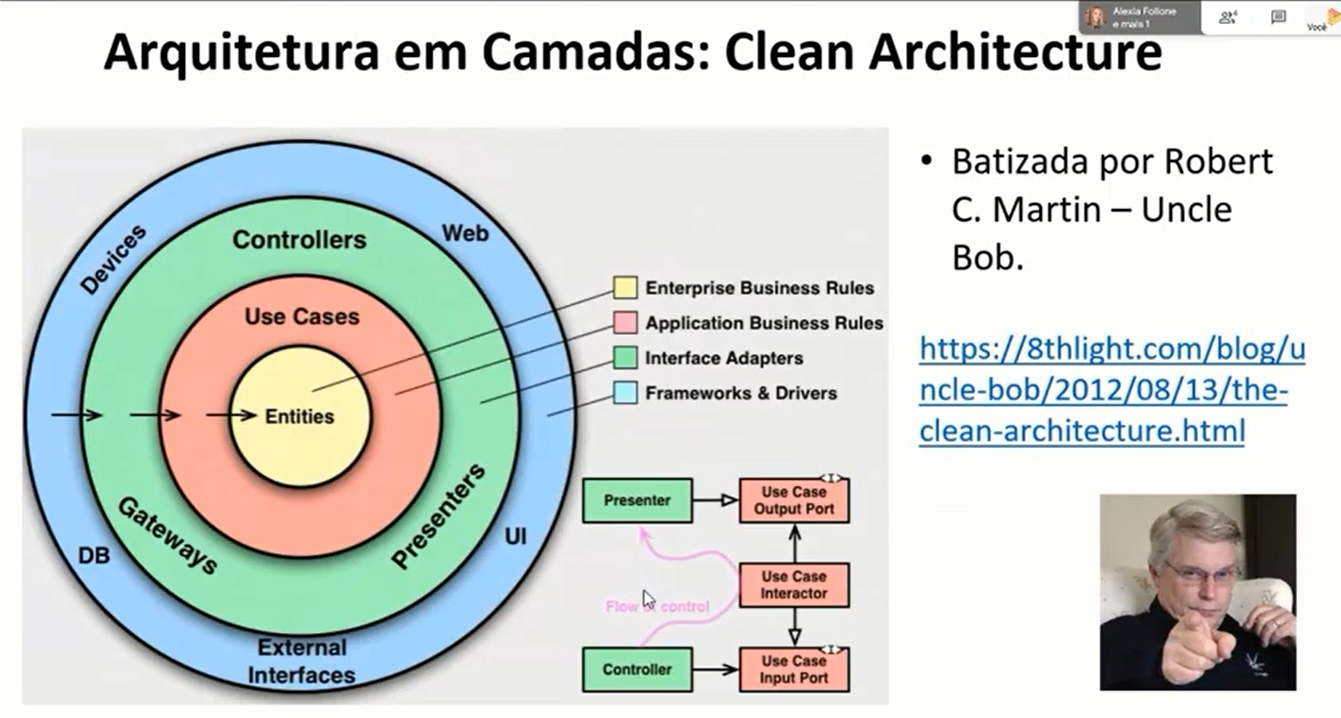 Alexia Follone
e mais 1
4
Você
Arquitetura em Camadas: Clean Architecture
Devices
Controllers
Web
Use Cases
Entities
Gateways
Presenters
DB
UI
External
Interfaces
Enterprise Business Rules
Application Business Rules
Interface Adapters
Frameworks & Drivers
Presenter
Use Case
Output Port
Use Case
Interactor
Flow of control
Controller
Use Case
Input Port
• Batizada por Robert
C. Martin – Uncle
Bob.
https://8thlight.com/blog/u
ncle-bob/2012/08/13/the-
clean-architecture.html